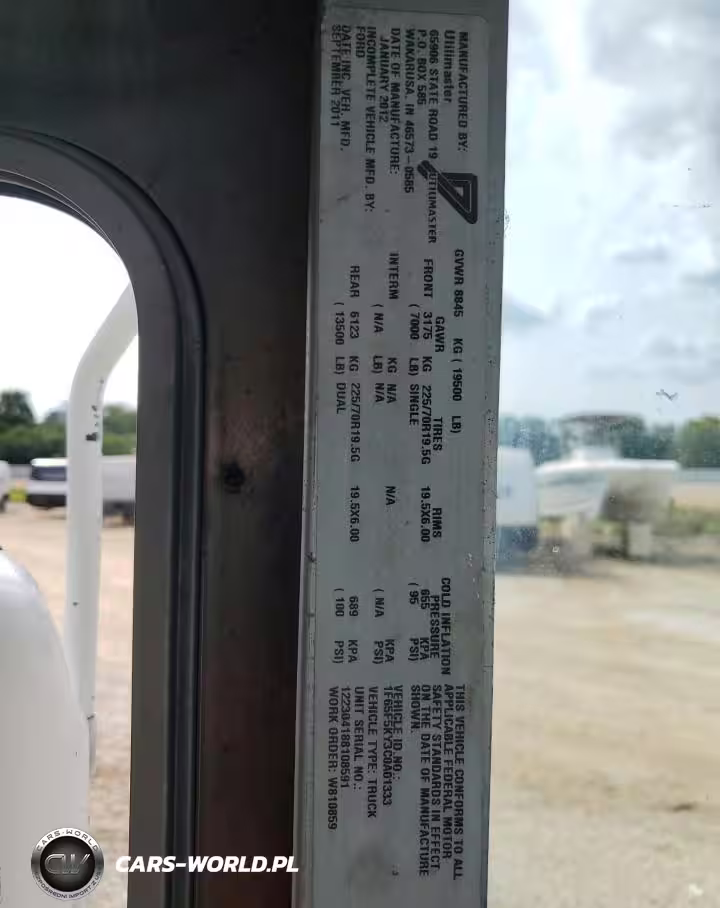 MANUFACTURED BY:
Utilimaster
65906 STATE ROAD 19
P.O. BOX 585
WAKARUSA, IN 46573-0585
DATE OF MANUFACTURE:
JANUARY 2012
INCOMPLETE VEHICLE MFD. BY:
FORD
DATE INC. VEH. MFD.
SEPTEMBER 2011
UTILIMASTER
GVWR 8845 KG ( 19500 LB)
GAWR TIRES RIMS COLD INFLATION PRESSURE
FRONT 3175 KG 225/70R19.5G 19.5X6.00 655 KPA
( 7000 LB) SINGLE ( 95 PSI)
INTERM KG N/A N/A KPA
( N/A LB) N/A ( N/A PSI)
REAR 6123 KG 225/70R19.5G 19.5X6.00 689 KPA
( 13500 LB) DUAL ( 100 PSI)
THIS VEHICLE CONFORMS TO ALL
APPLICABLE FEDERAL MOTOR
SAFETY STANDARDS IN EFFECT
ON THE DATE OF MANUFACTURE
SHOWN.
VEHICLE ID.NO.:
1F65F5KY3C0A01333
VEHICLE TYPE: TRUCK
UNIT SERIAL NO.:
122304188108591
WORK ORDER: W810859
CARS-WORLD
CW
CARS-WORLD.PL